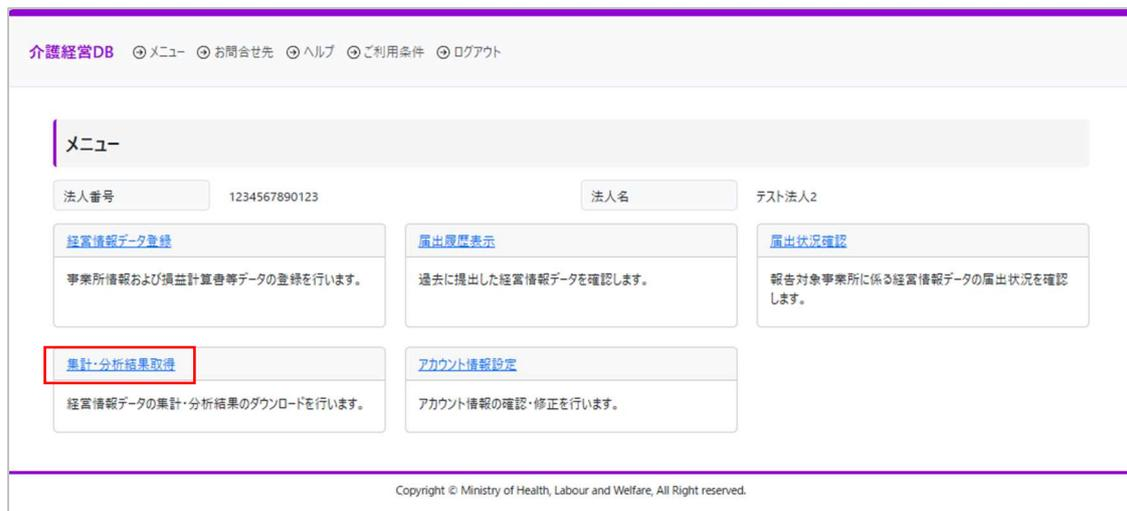 介護経営DB メニュー お問合せ先 ヘルプ ご利用条件 ログアウト
メニュー
法人番号 1234567890123 法人名 テスト法人2
経営情報データ登録 届出履歴表示 届出状況確認
事業所情報および損益計算書等データの登録を行います。 過去に提出した経営情報データを確認します。 報告対象事業所に係る経営情報データの届出状況を確認
します。
集計・分析結果取得 アカウント情報設定
経営情報データの集計・分析結果のダウンロードを行います。 アカウント情報の確認・修正を行います。
Copyright © Ministry of Health, Labour and Welfare, All Right reserved.